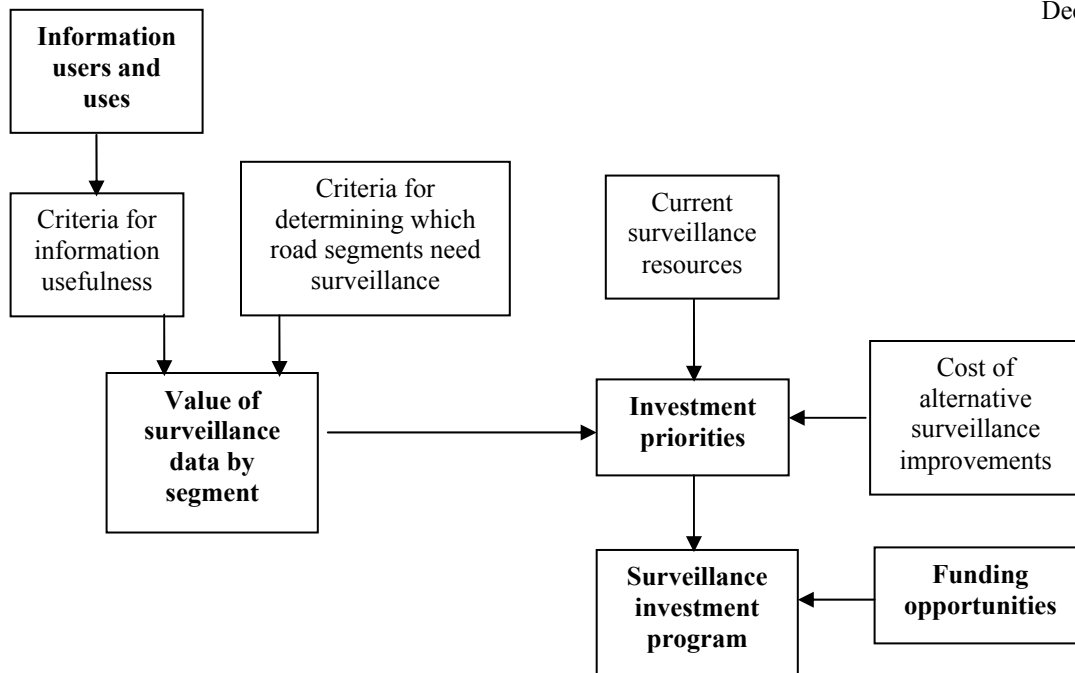 Information
users and
uses
Criteria for
information
usefulness
Criteria for
determining which
road segments need
surveillance
Current
surveillance
resources
Value of
surveillance
data by
segment
Investment
priorities
Cost of
alternative
surveillance
improvements
Surveillance
investment
program
Funding
opportunities